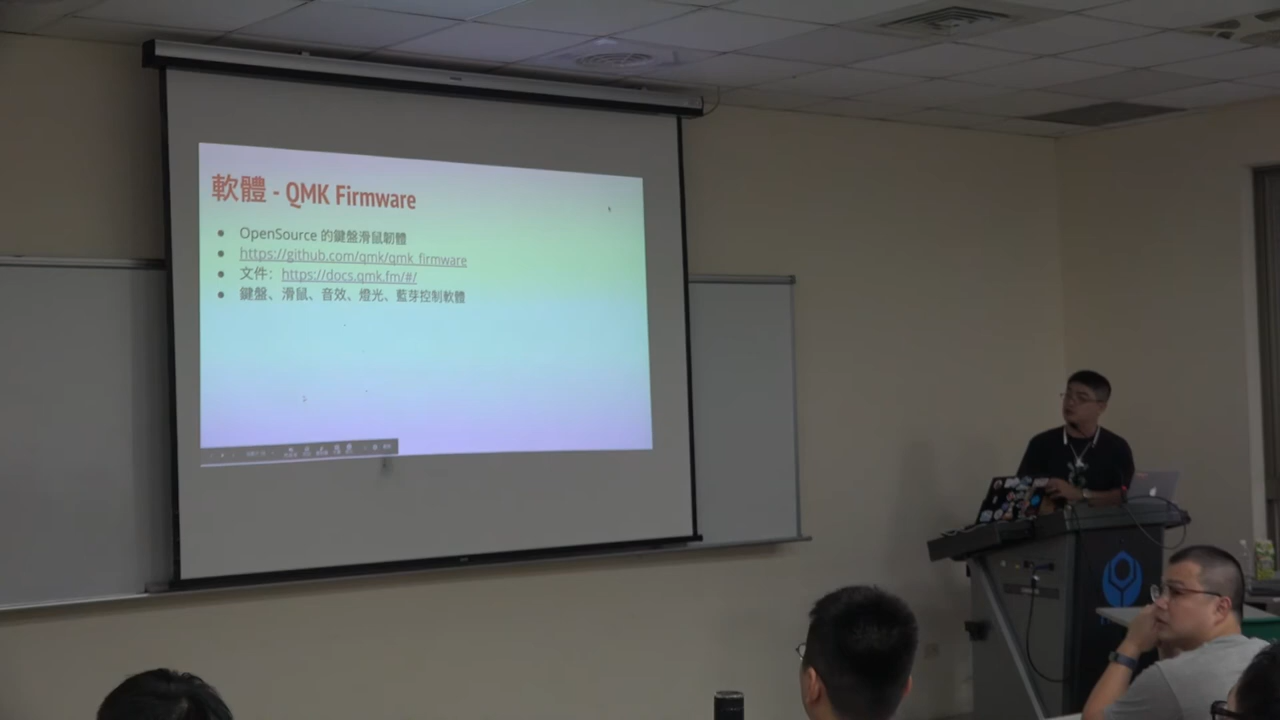 軟體 - QMK Firmware
OpenSource 的鍵盤滑鼠韌體
https://github.com/qmk/qmk_firmware
文件：https://docs.qmk.fm/#/
鍵盤、滑鼠、音效、燈光、藍芽控制軟體